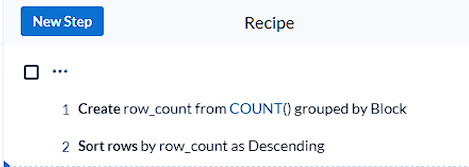 New Step
Recipe
...
1 Create row_count from COUNT() grouped by Block
2 Sort rows by row_count as Descending